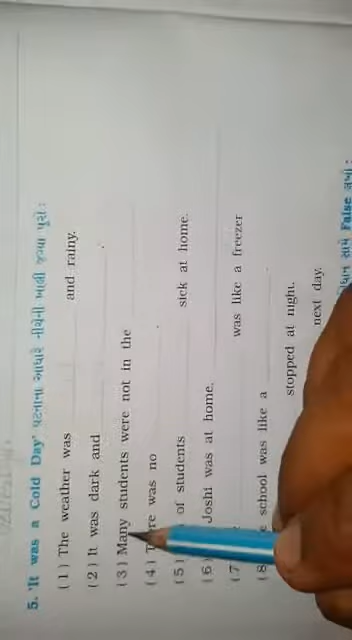 5. 'It was a Cold Day' ઘટનાના આધારે નીચેની ખાલી જગ્યા પૂરો :
(1) The weather was and rainy.
(2) It was dark and .
(3) Many students were not in the
(4) was no .
(5) of students sick at home.
(6) Joshi was at home.
(7) was like a freezer
(8) school was like a .
stopped at night.
next day.
સામે False લખો :